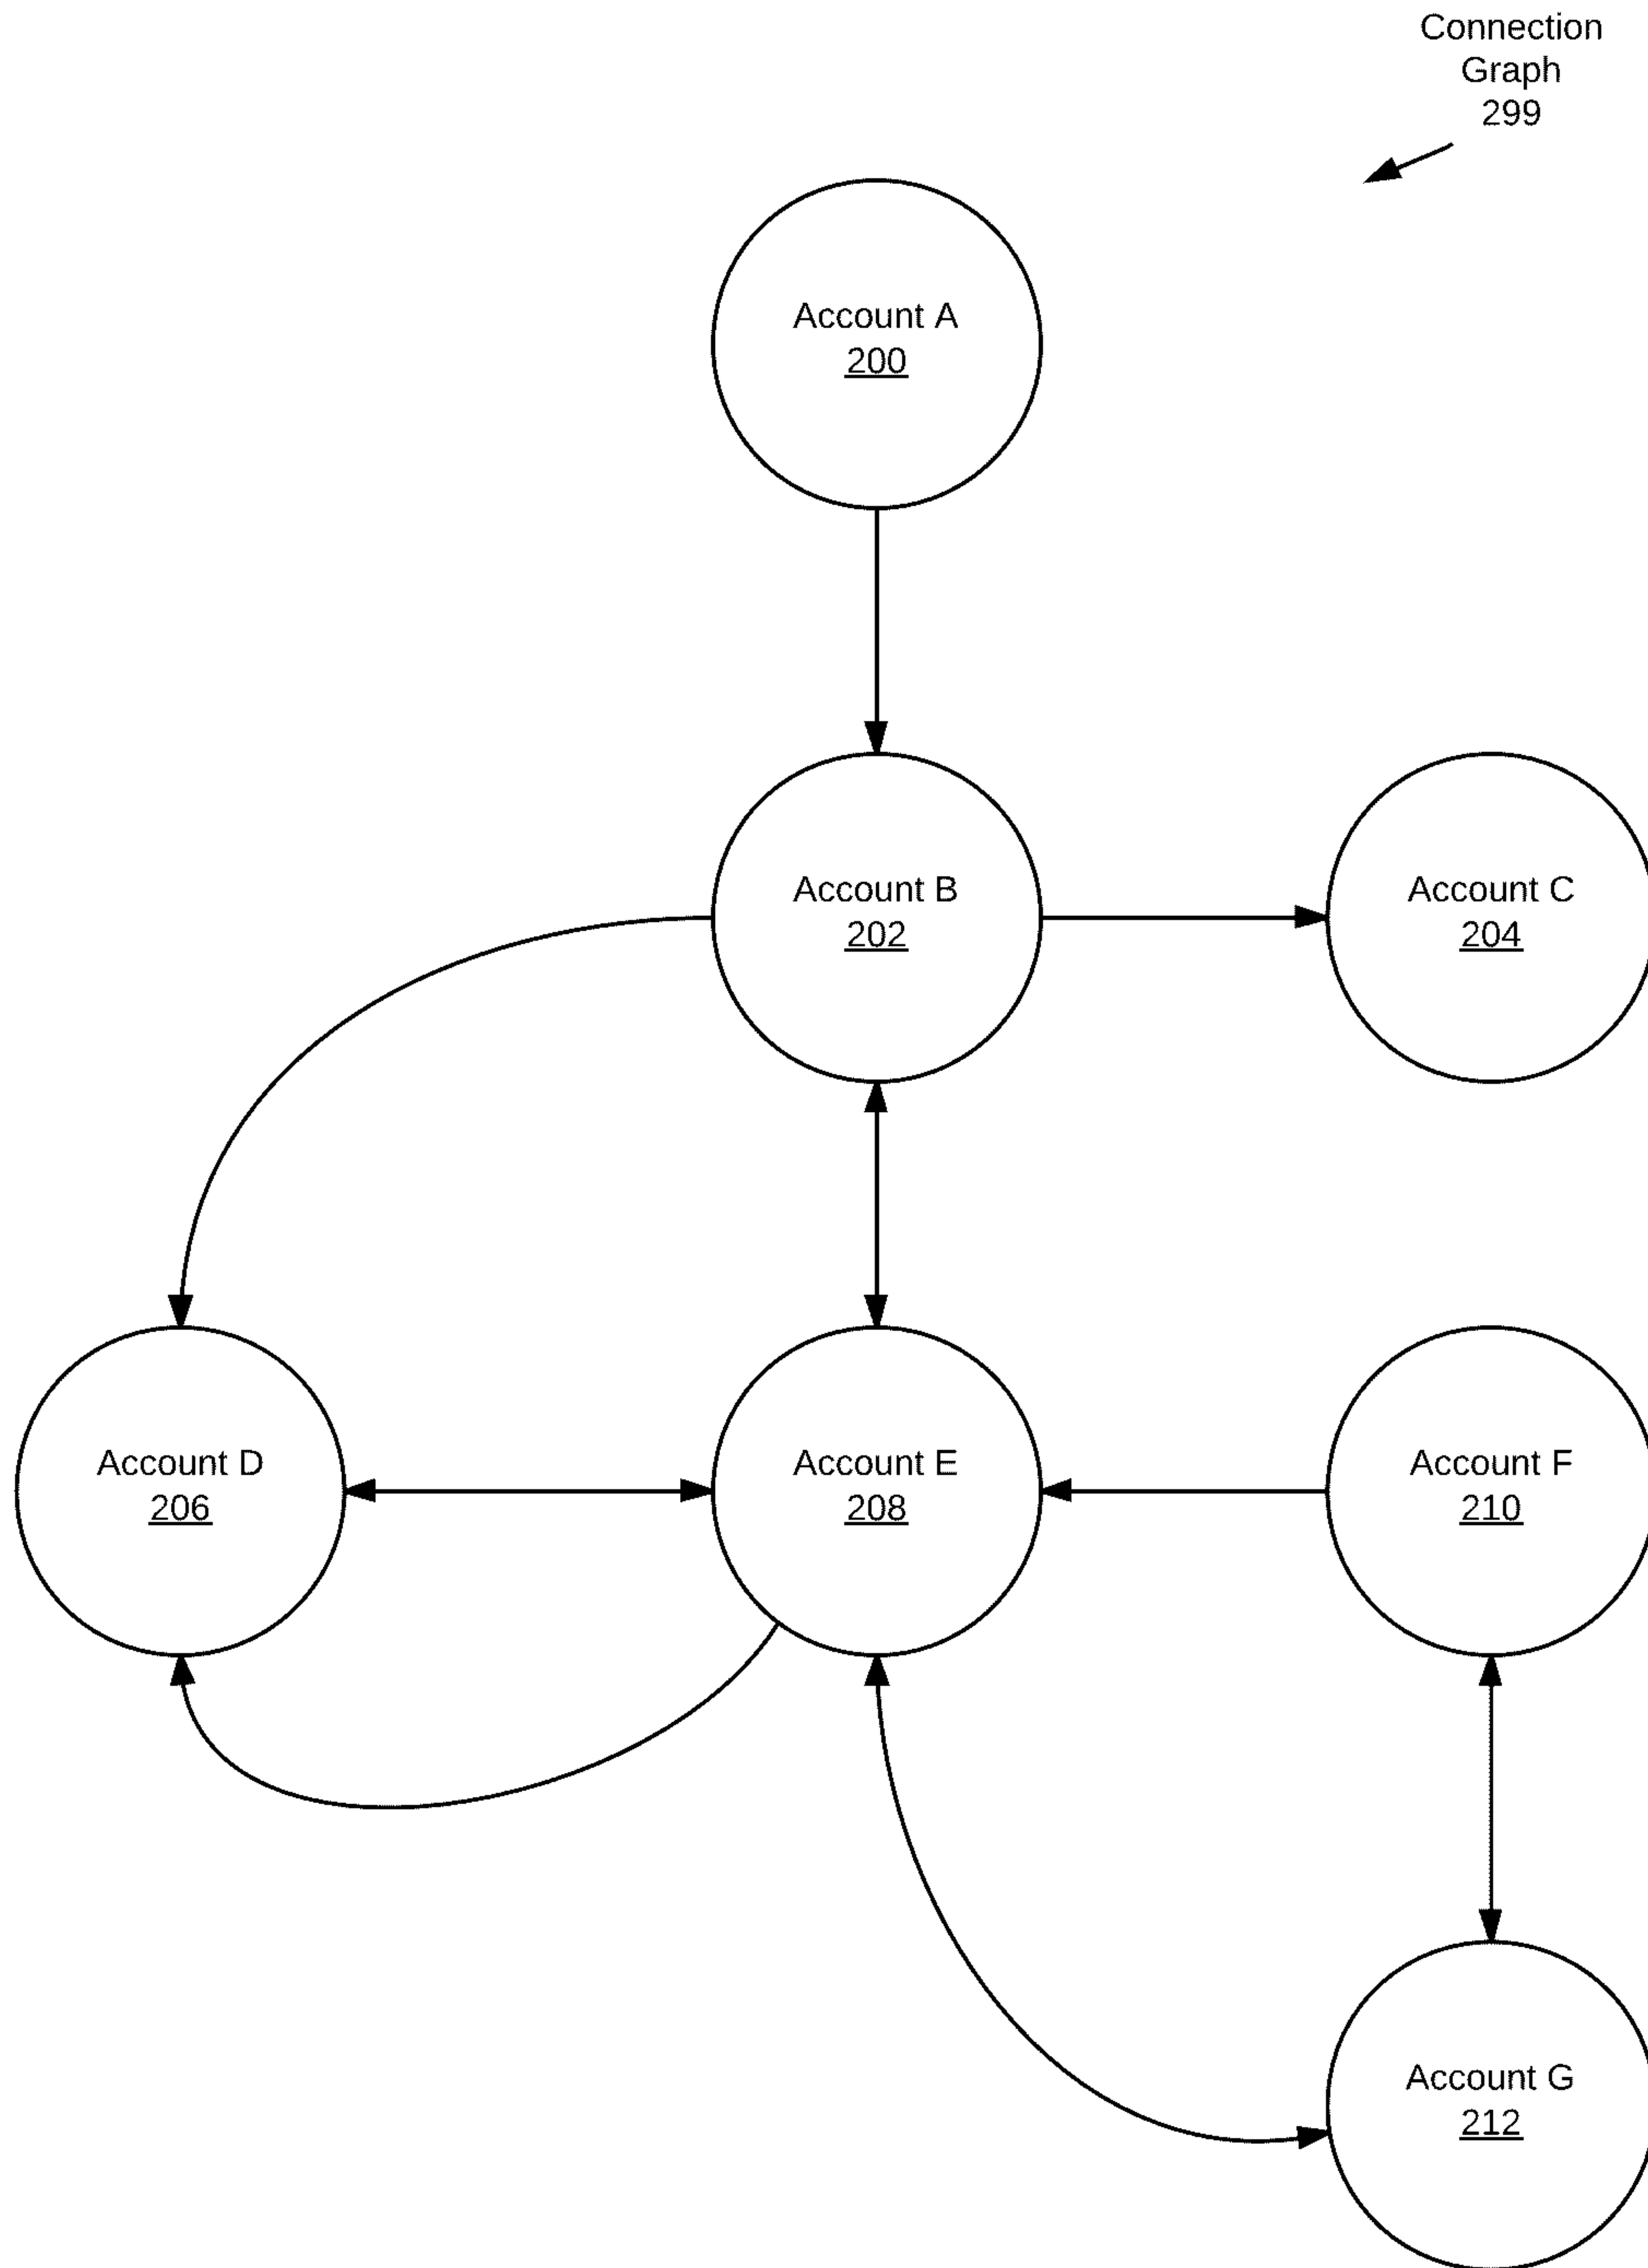 Connection
Graph
299
Account A
200
Account B
202
Account C
204
Account D
206
Account E
208
Account F
210
Account G
212